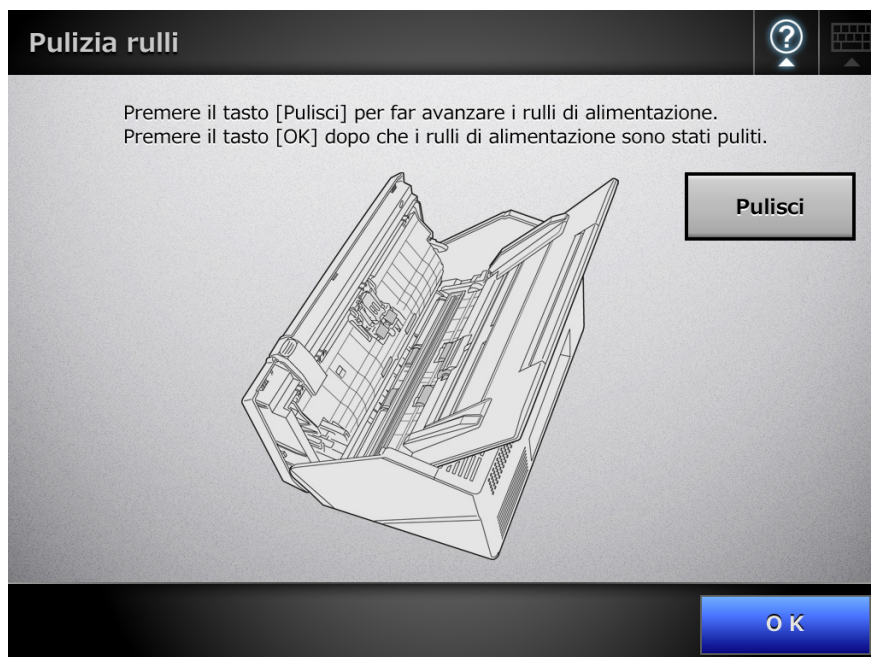 Pulizia rulli
Premere il tasto [Pulisci] per far avanzare i rulli di alimentazione.
Premere il tasto [OK] dopo che i rulli di alimentazione sono stati puliti.
Pulisci
OK